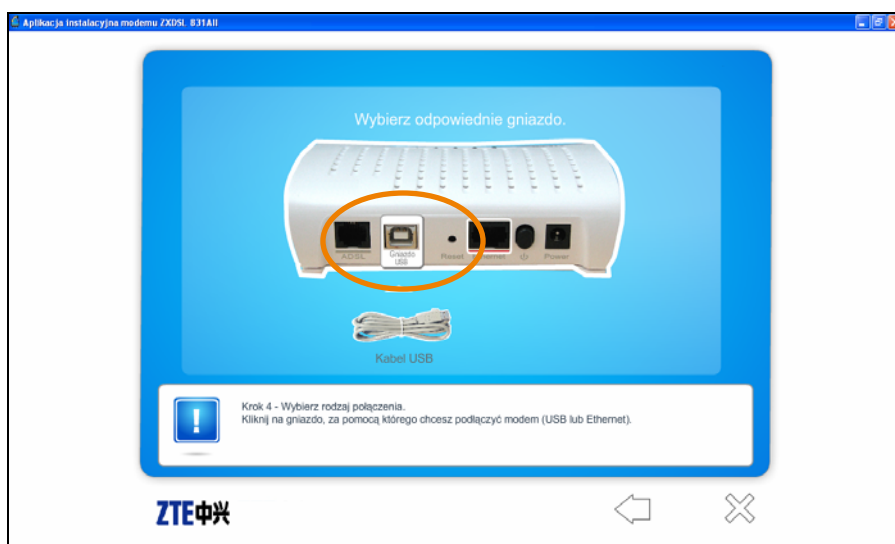 Aplikacja instalacyjna modemu ZXDSL 831AII
Wybierz odpowiednie gniazdo.
ADSL
Gniazdo
USB
Reset
Ethernet
Power
Kabel USB
Krok 4 - Wybierz rodzaj połączenia.
Kliknij na gniazdo, za pomocą którego chcesz podłączyć modem (USB lub Ethernet).
ZTE中兴